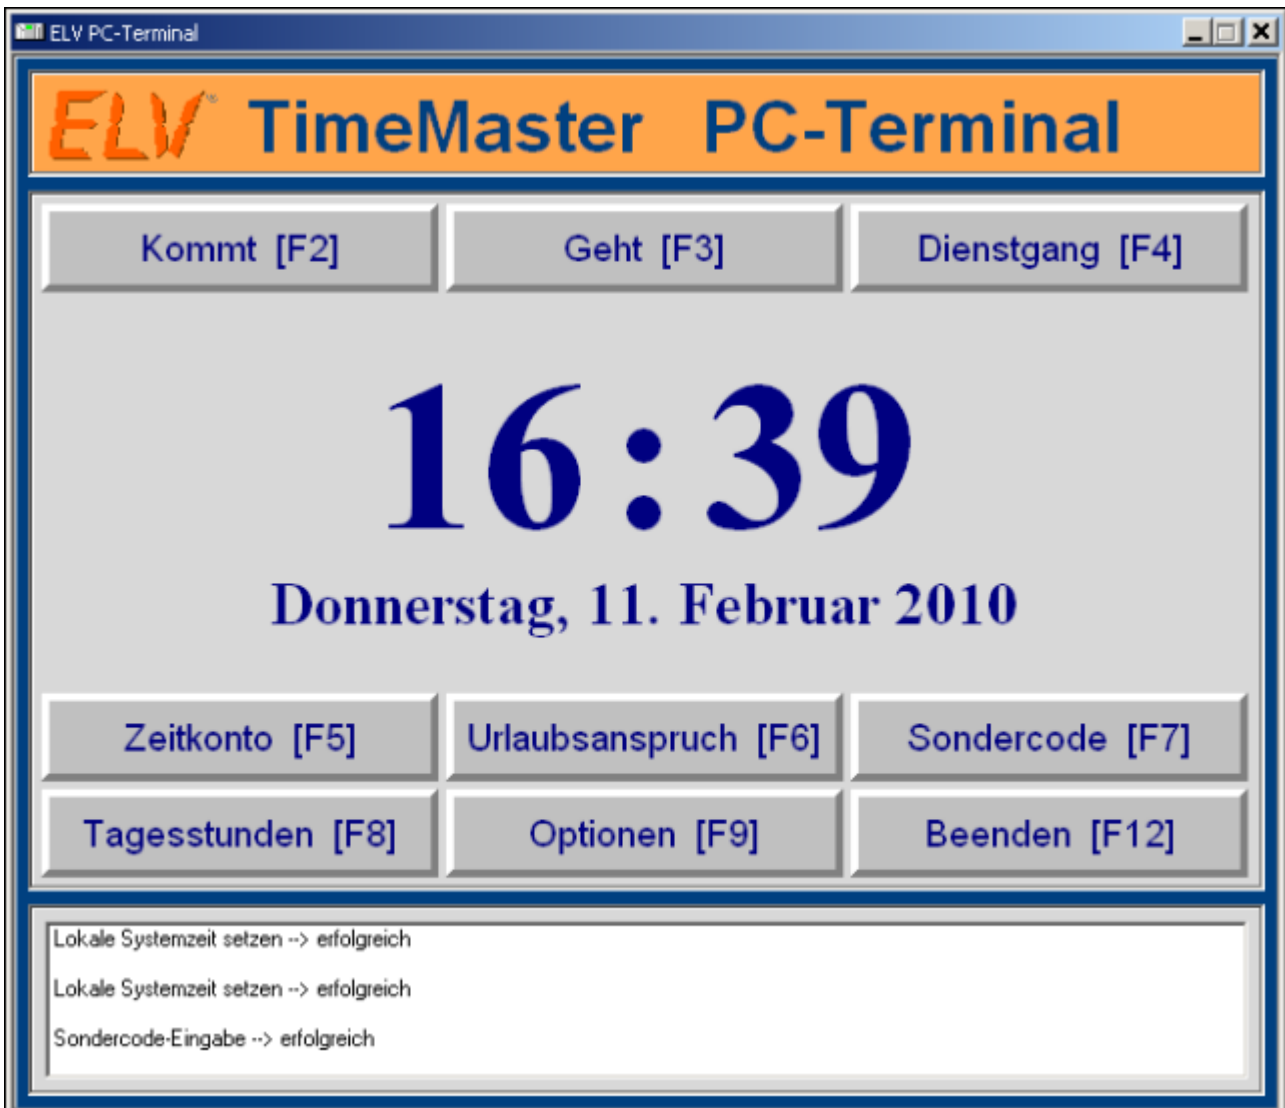 ELV PC-Terminal
ELV TimeMaster PC-Terminal
Kommt [F2] Geht [F3] Dienstgang [F4]
16:39
Donnerstag, 11. Februar 2010
Zeitkonto [F5] Urlaubsanspruch [F6] Sondercode [F7]
Tagesstunden [F8] Optionen [F9] Beenden [F12]
Lokale Systemzeit setzen --> erfolgreich
Lokale Systemzeit setzen --> erfolgreich
Sondercode-Eingabe --> erfolgreich